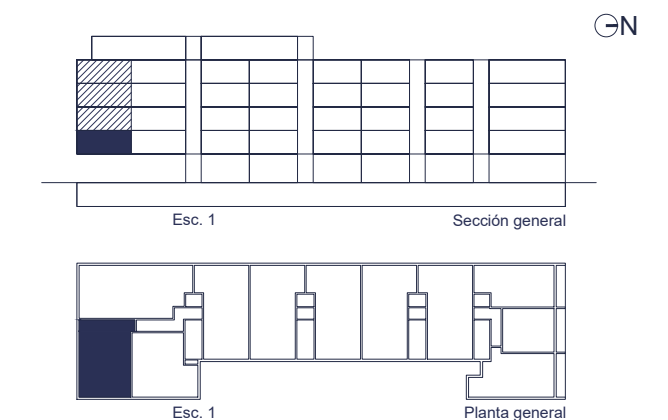 N
Esc. 1
Sección general
Esc. 1
Planta general